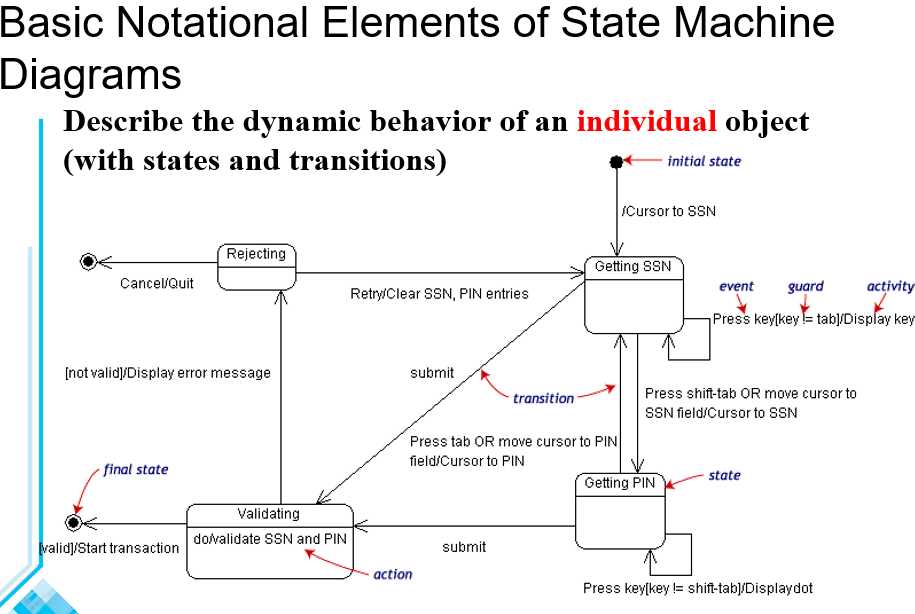 Basic Notational Elements of State Machine
Diagrams
Describe the dynamic behavior of an individual object
(with states and transitions)
initial state
/Cursor to SSN
Rejecting
Getting SSN
Cancel/Quit
Retry/Clear SSN, PIN entries
event
guard
activity
Press key[key != tab]/Display key
[not valid]/Display error message
submit
transition
Press shift-tab OR move cursor to
SSN field/Cursor to SSN
Press tab OR move cursor to PIN
field/Cursor to PIN
final state
Getting PIN
state
Validating
do/validate SSN and PIN
[valid]/Start transaction
submit
action
Press key[key != shift-tab]/Displaydot